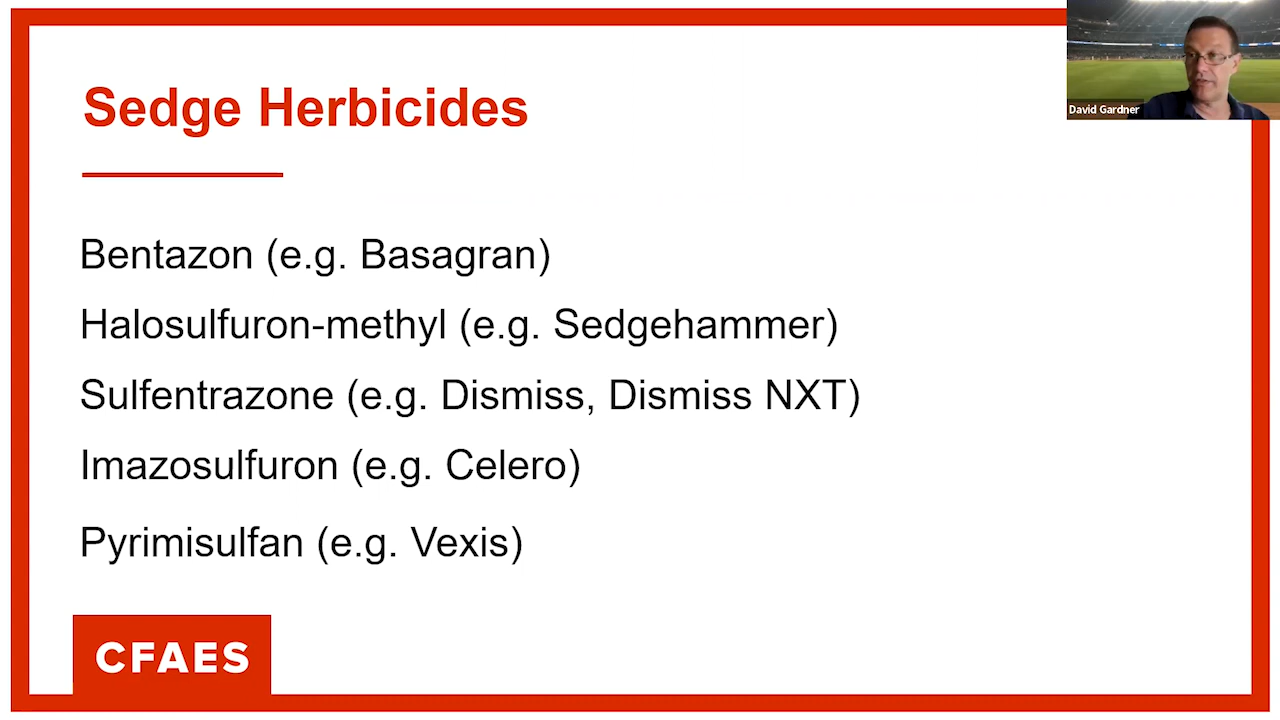 Sedge Herbicides
David Gardner
Bentazon (e.g. Basagran)
Halosulfuron-methyl (e.g. Sedgehammer)
Sulfentrazone (e.g. Dismiss, Dismiss NXT)
Imazosulfuron (e.g. Celero)
Pyrimisulfan (e.g. Vexis)
CFAES